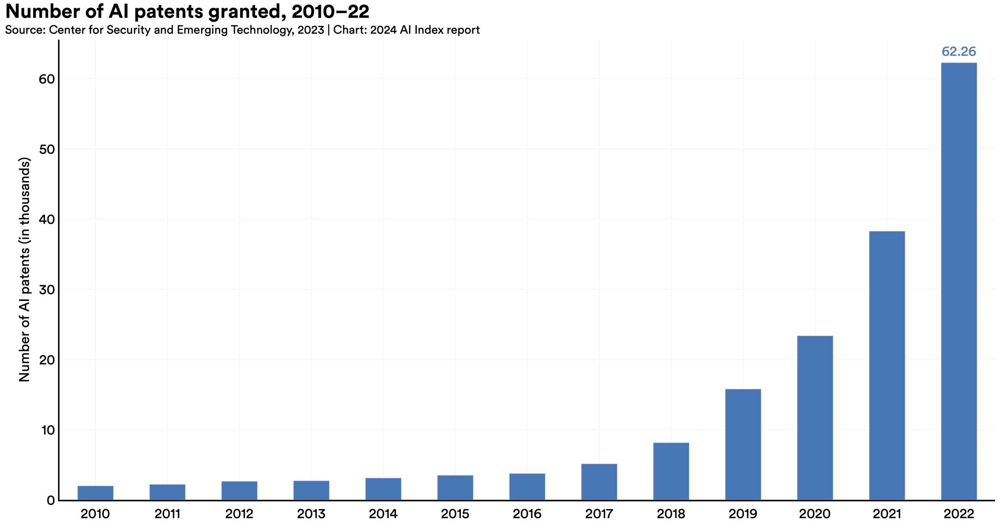 Number of AI patents granted, 2010–22
Source: Center for Security and Emerging Technology, 2023 | Chart: 2024 AI Index report
62.26
Number of AI patents (in thousands)
60
50
40
30
20
10
0
2010 2011 2012 2013 2014 2015 2016 2017 2018 2019 2020 2021 2022